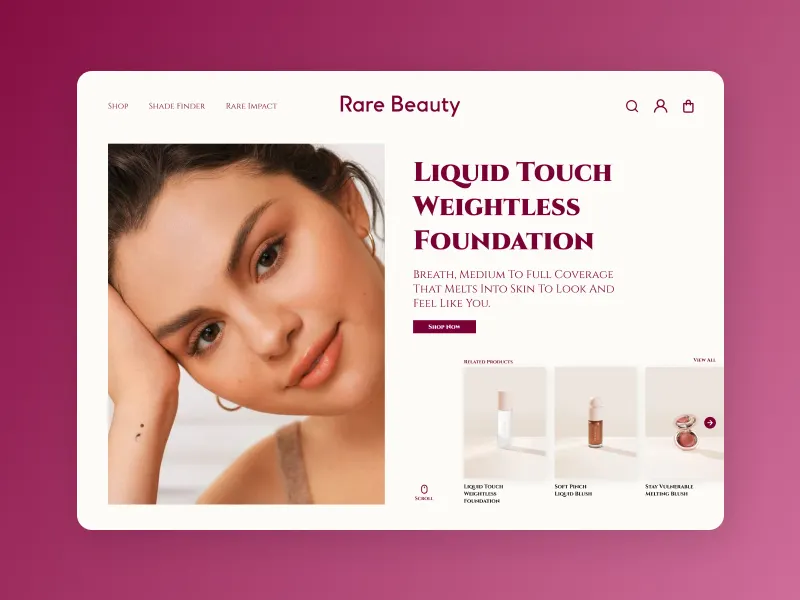 Shop Shade Finder Rare Impact Rare Beauty
Liquid Touch
Weightless
Foundation
Breath, Medium To Full Coverage
That Melts Into Skin To Look And
Feel Like You.
Shop Now
Related Products View All
Liquid Touch
Weightless
Foundation
Soft Pinch
Liquid Blush
Stay Vulnerable
Melting Blush
Scroll